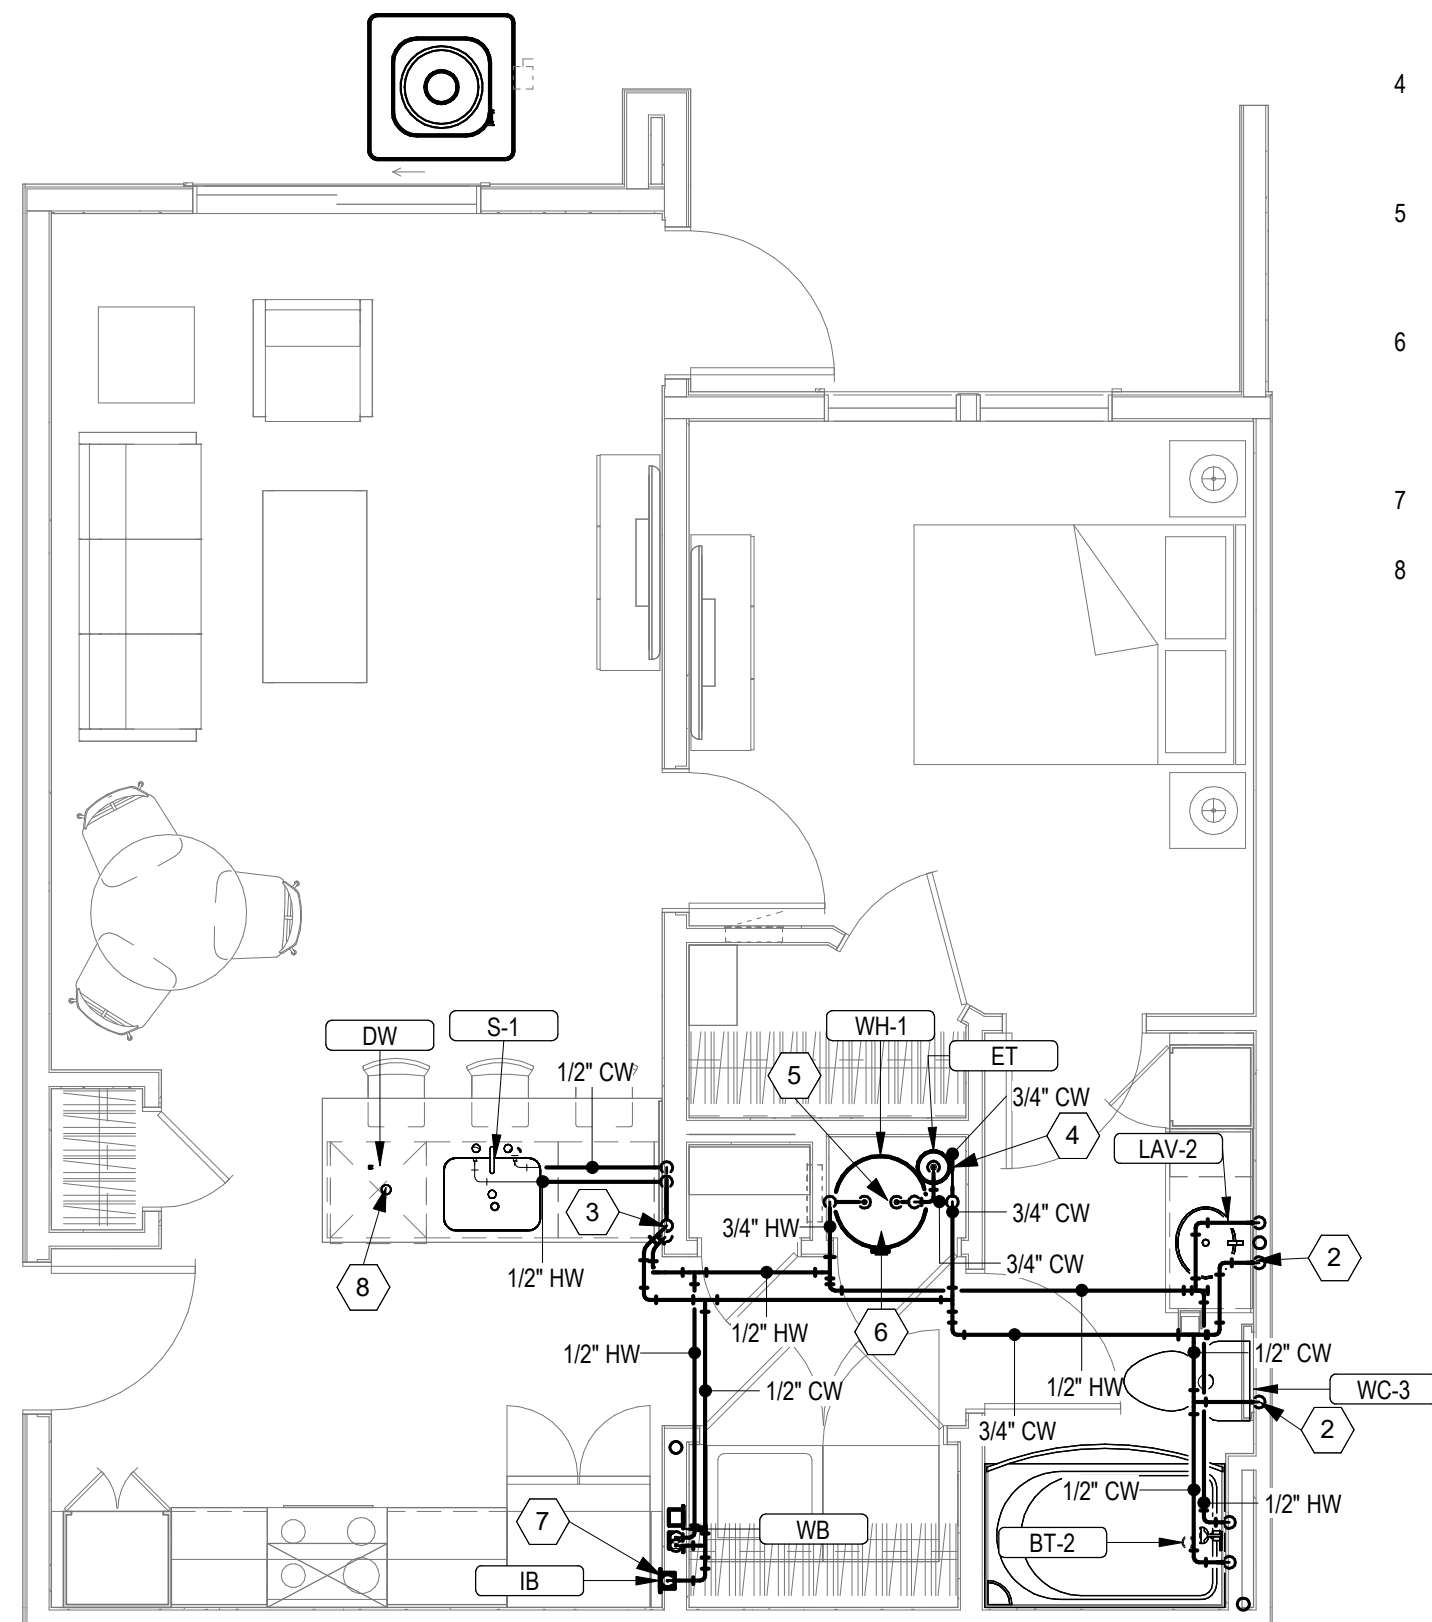 4
5
6
7
8
DW
S-1
1/2" CW
WH-1
ET
5
3/4" CW
4
LAV-2
3
3/4" HW
3/4" CW
3/4" CW
2
8
1/2" HW
1/2" HW
6
1/2" HW
1/2" CW
1/2" HW
1/2" CW
WC-3
3/4" CW
2
1/2" CW
1/2" HW
7
WB
BT-2
IB